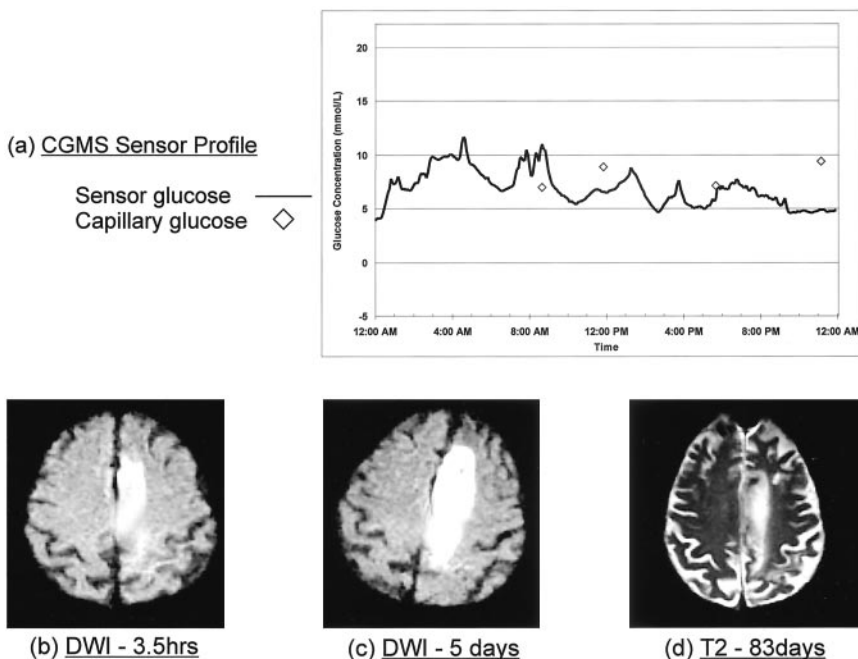 (a) CGMS Sensor Profile
Sensor glucose
Capillary glucose
Glucose Concentration (mmol/L)
20
15
10
5
0
-5
12:00 AM 4:00 AM 8:00 AM 12:00 PM 4:00 PM 8:00 PM 12:00 AM
Time
(b) DWI - 3.5hrs
(c) DWI - 5 days
(d) T2 - 83days